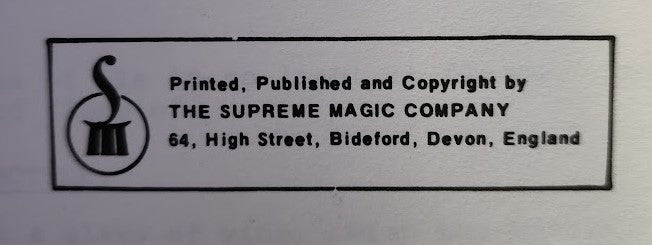 Printed, Published and Copyright by
THE SUPREME MAGIC COMPANY
64, High Street, Bideford, Devon, England